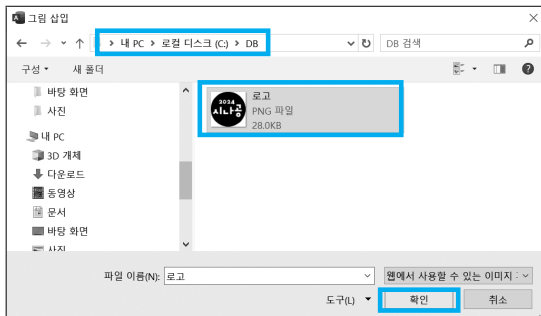 그림 삽입
내 PC > 로컬 디스크 (C:) > DB
DB 검색
구성
새 폴더
바탕 화면
사진
내 PC
3D 개체
다운로드
동영상
문서
바탕 화면
사진
2024
시나공
로고
PNG 파일
28.0KB
파일 이름(N): 로고
웹에서 사용할 수 있는 이미지
도구(L)
확인
취소